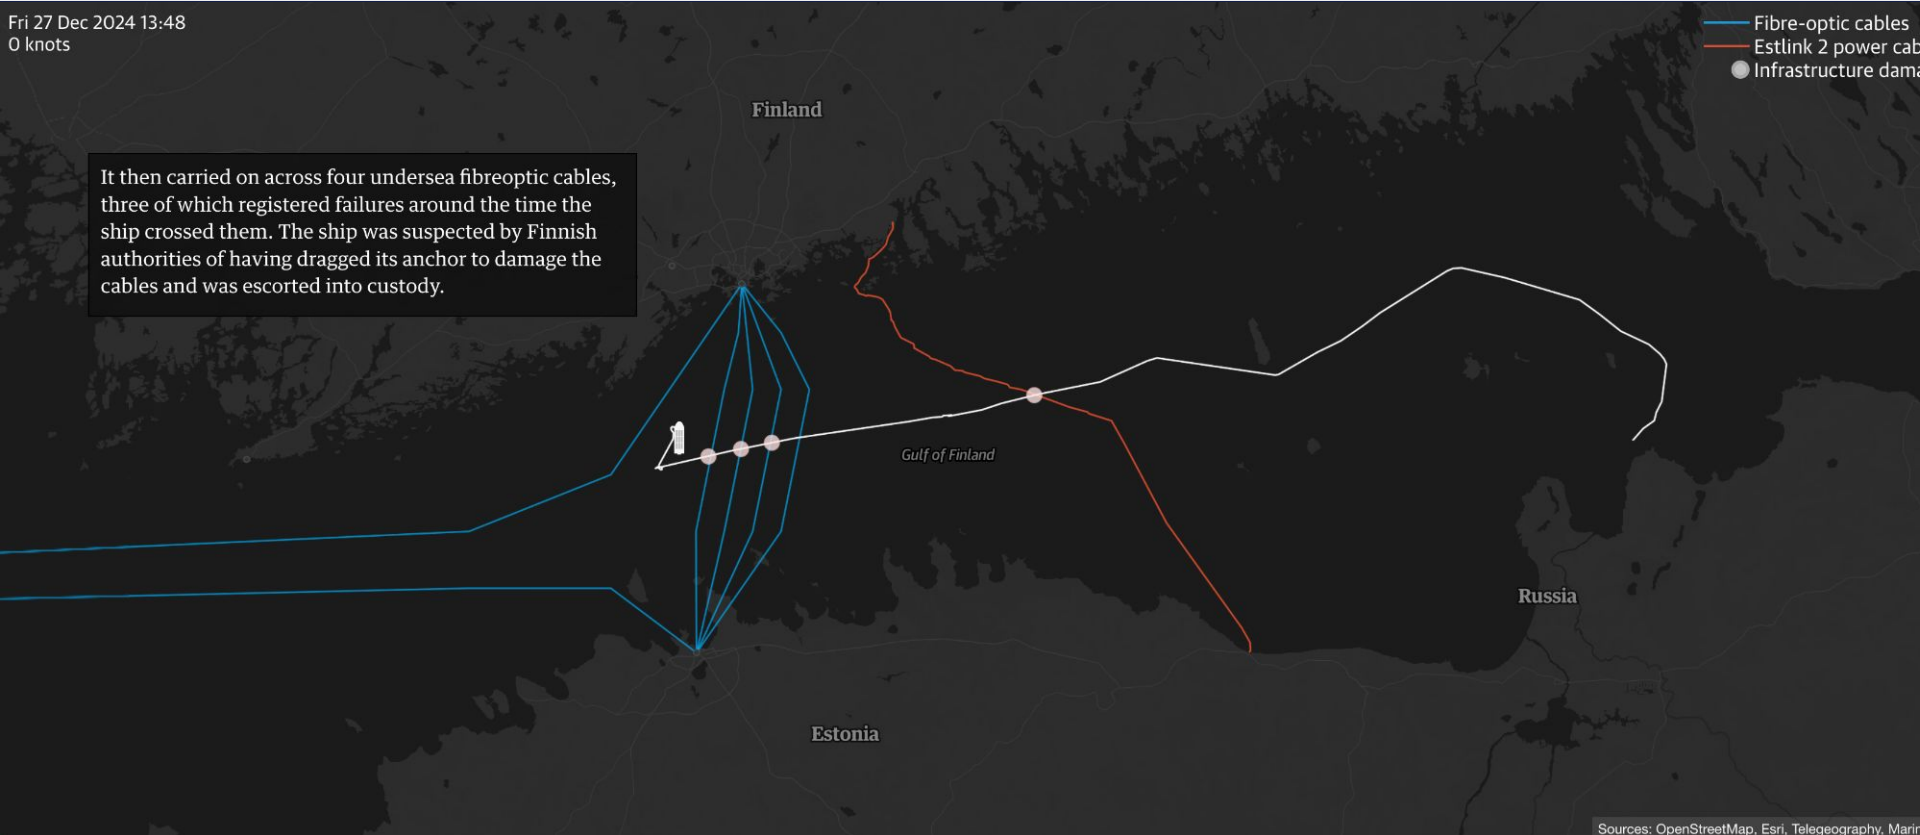 Fri 27 Dec 2024 13:48
0 knots
Fibre-optic cables
Estlink 2 power cab
Infrastructure dama
Finland
It then carried on across four undersea fibreoptic cables,
three of which registered failures around the time the
ship crossed them. The ship was suspected by Finnish
authorities of having dragged its anchor to damage the
cables and was escorted into custody.
Gulf of Finland
Russia
Estonia
Sources: OpenStreetMap, Esri, Telegeography, Marin